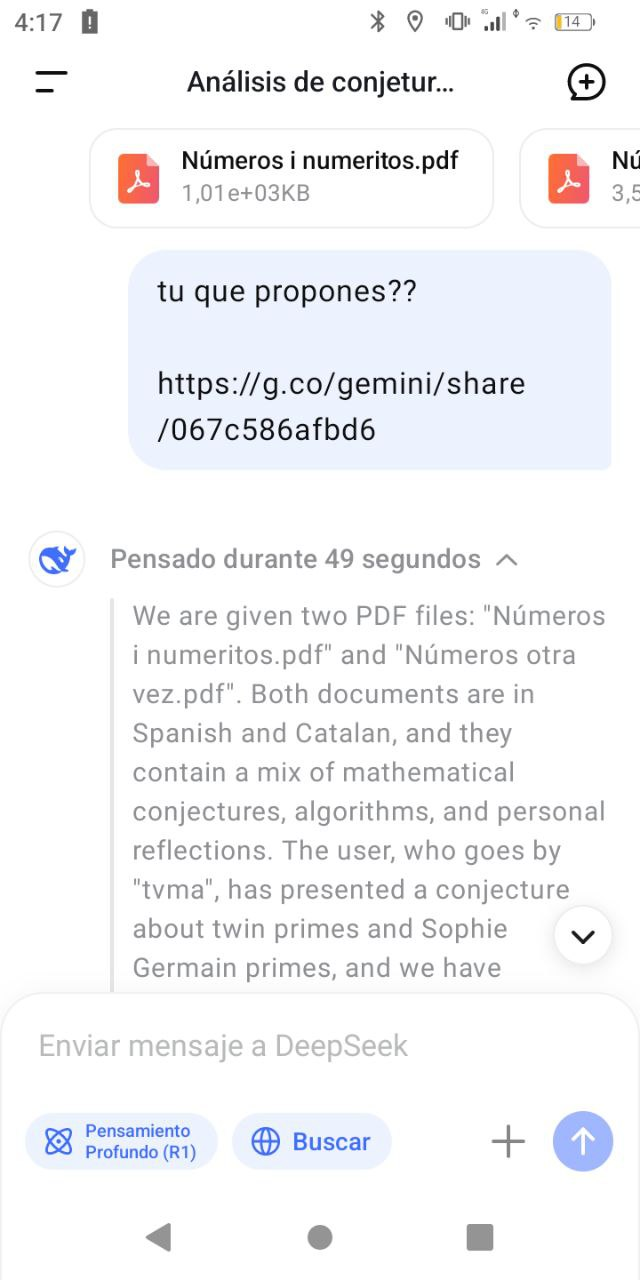 4:17
4G
14
Análisis de conjetur...
Números i numeritos.pdf
1,01e+03KB
Nú
3,5
tu que propones??
https://g.co/gemini/share
/067c586afbd6
Pensado durante 49 segundos
We are given two PDF files: "Números
i numeritos.pdf" and "Números otra
vez.pdf". Both documents are in
Spanish and Catalan, and they
contain a mix of mathematical
conjectures, algorithms, and personal
reflections. The user, who goes by
"tvma", has presented a conjecture
about twin primes and Sophie
Germain primes, and we have
Enviar mensaje a DeepSeek
Pensamiento
Profundo (R1)
Buscar